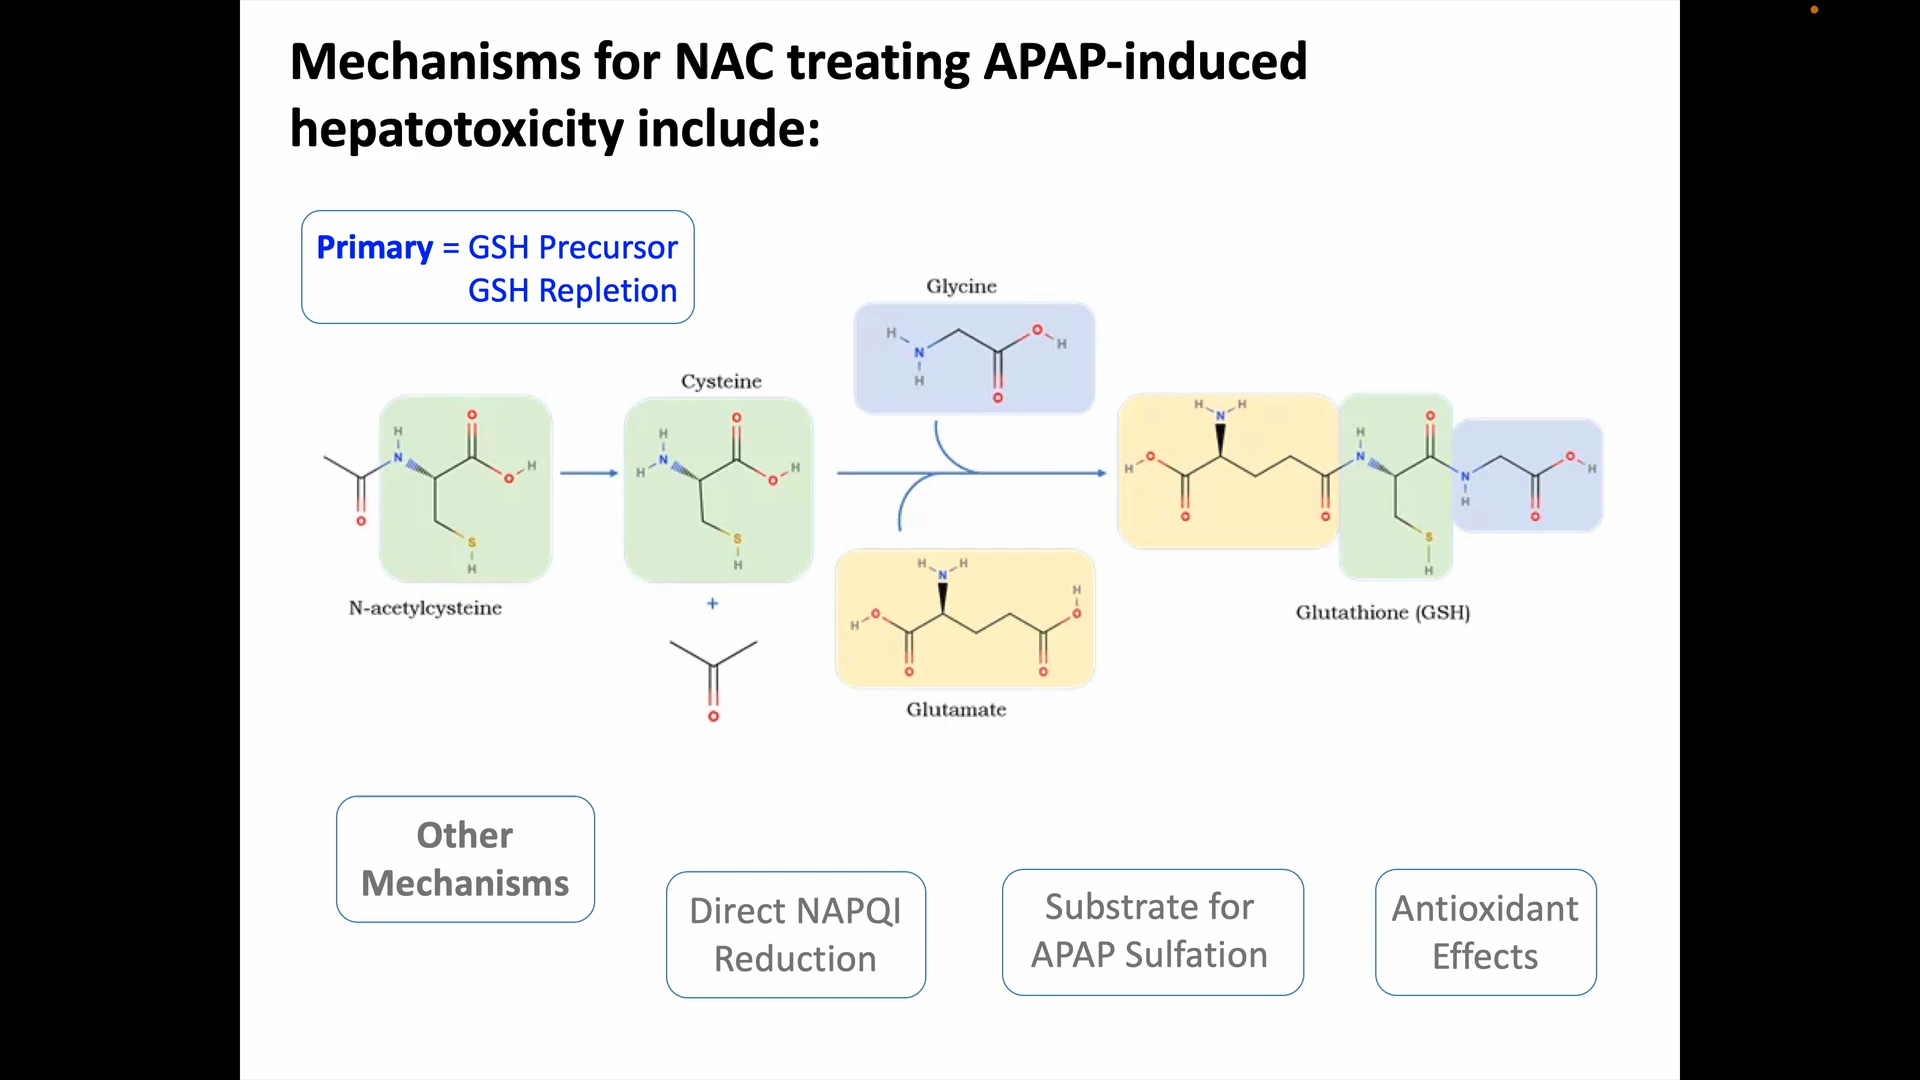 Mechanisms for NAC treating APAP-induced
hepatotoxicity include:
Primary = GSH Precursor
GSH Repletion
Glycine
H
N
H
O
H
O
Cysteine
H
N
O
O
H
S
H
O
N-acetylcysteine
H
H
N
O
O
H
S
H
+
O
H
N
H
H
O
O
H
O
O
Glutamate
H
N
H
H
O
O
O
H
N
O
S
H
N
H
O
H
O
Glutathione (GSH)
Other
Mechanisms
Direct NAPQI
Reduction
Substrate for
APAP Sulfation
Antioxidant
Effects